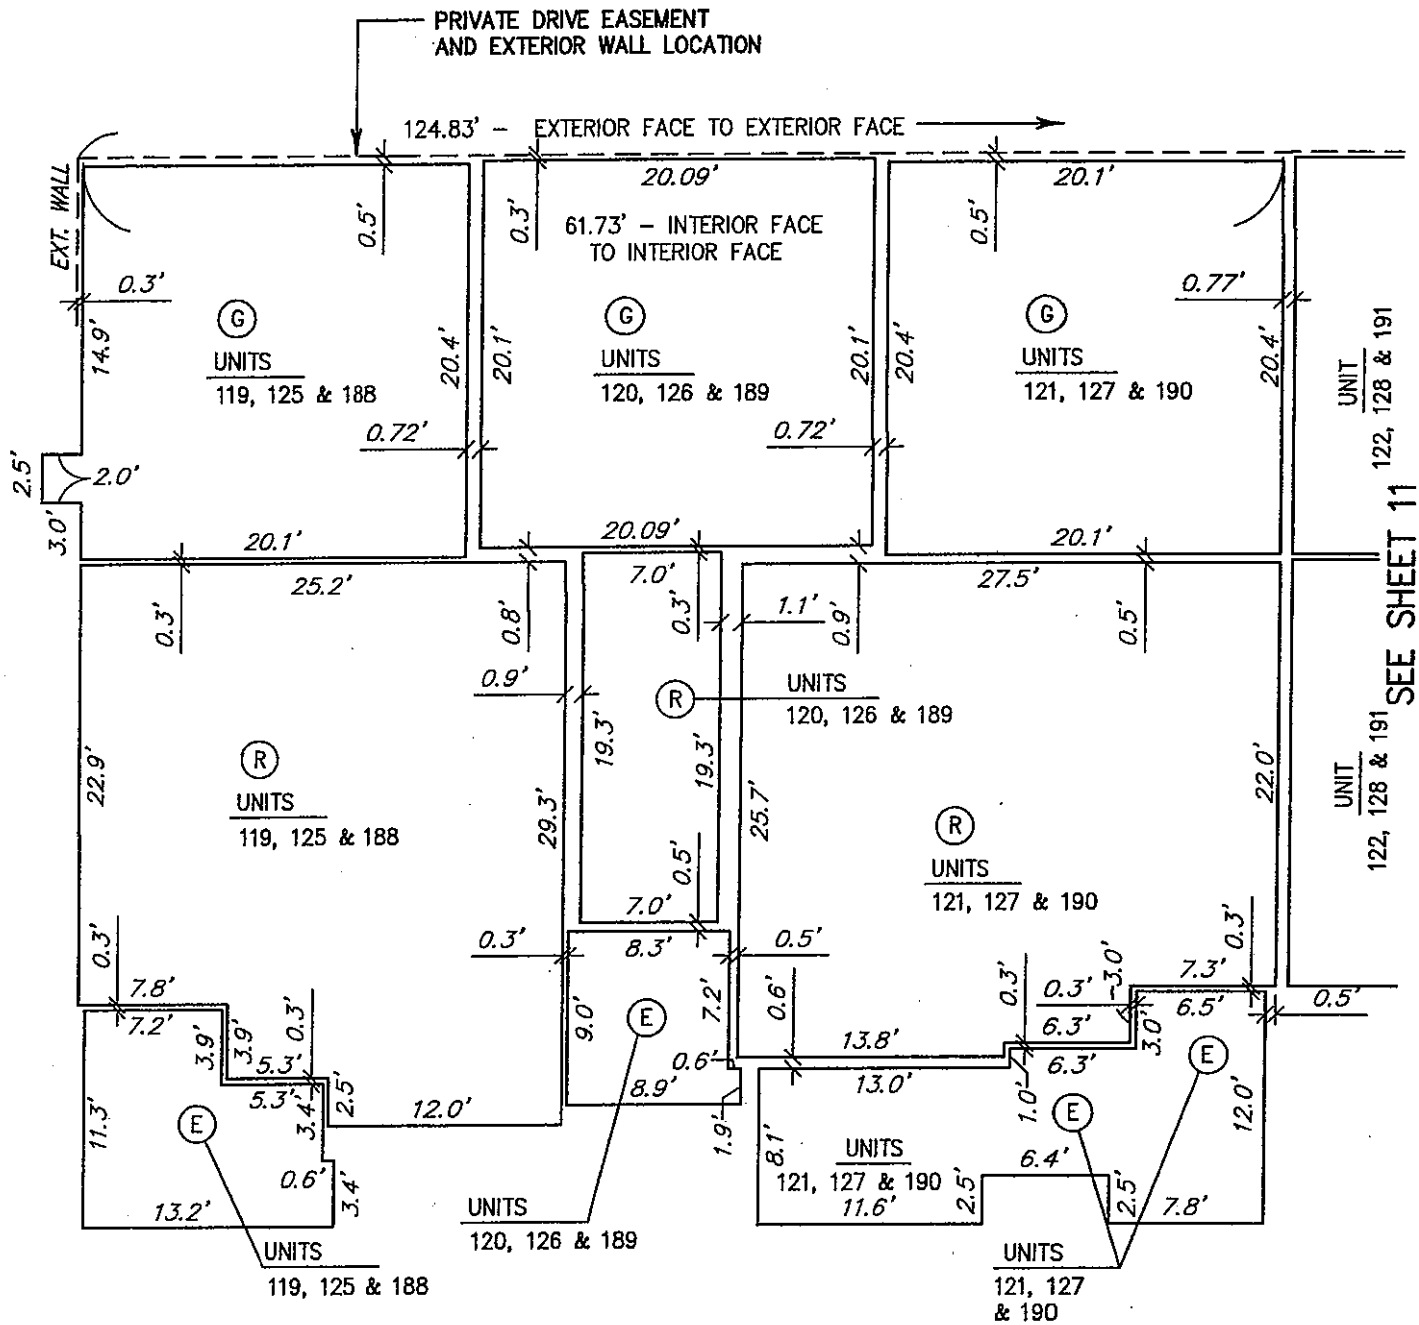 PRIVATE DRIVE EASEMENT
AND EXTERIOR WALL LOCATION
124.83' - EXTERIOR FACE TO EXTERIOR FACE
EXT. WALL
0.5'
0.3'
20.09'
0.5'
20.1'
61.73' - INTERIOR FACE
TO INTERIOR FACE
0.3'
0.77'
14.9'
G
UNITS
119, 125 & 188
20.4'
20.1'
G
UNITS
120, 126 & 189
20.1'
20.4'
G
UNITS
121, 127 & 190
20.4'
UNIT
122, 128 & 191
0.72'
0.72'
2.5'
2.0'
3.0'
20.1'
20.09'
20.1'
SEE SHEET 11
25.2'
7.0'
27.5'
0.3'
0.8'
0.3'
1.1'
0.9'
0.5'
0.9'
R
UNITS
120, 126 & 189
22.9'
R
UNITS
119, 125 & 188
29.3'
19.3'
19.3'
25.7'
R
UNITS
121, 127 & 190
22.0'
UNIT
122, 128 & 191
0.5'
7.0'
0.3'
0.3'
8.3'
0.5'
0.3'
7.8'
7.2'
3.9'
3.9'
0.3'
5.3'
5.3'
9.0'
E
7.2'
0.6'
0.6'
0.3'
3.0'
0.3'
7.3'
6.5'
0.5'
13.8'
6.3'
6.3'
3.0'
E
13.0'
1.0'
11.3'
E
3.4'
2.5'
12.0'
8.9'
1.9'
8.1'
E
12.0'
UNITS
121, 127 & 190
6.4'
0.6'
3.4'
13.2'
11.6'
2.5'
2.5'
7.8'
UNITS
120, 126 & 189
UNITS
119, 125 & 188
UNITS
121, 127
& 190